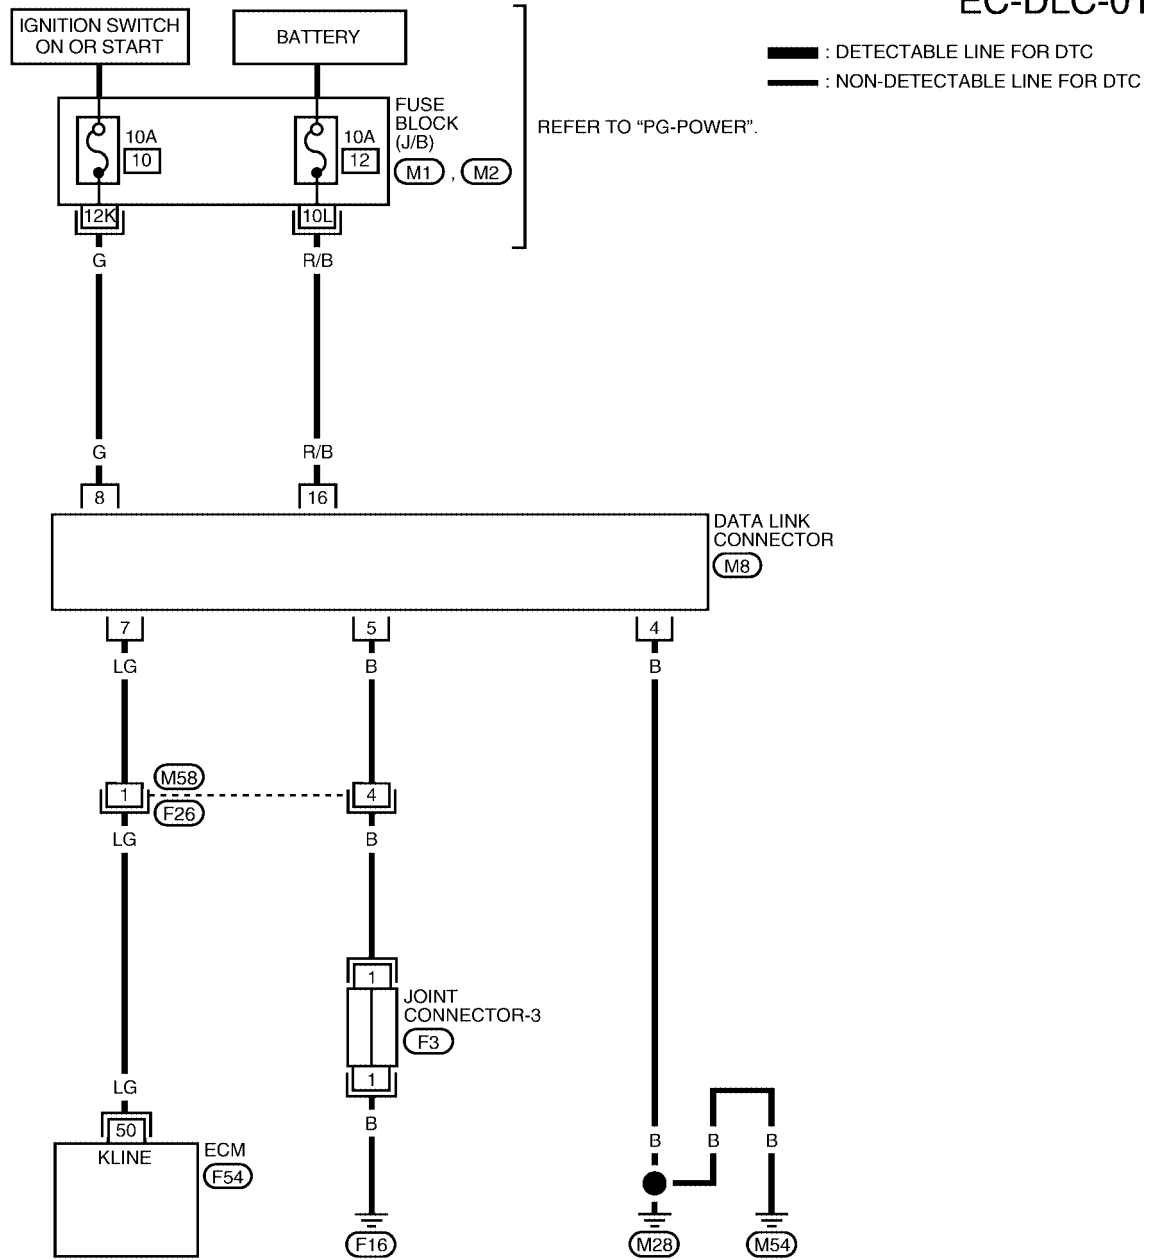 EC-DLC-01
IGNITION SWITCH
ON OR START
BATTERY
: DETECTABLE LINE FOR DTC
: NON-DETECTABLE LINE FOR DTC
10A
10
10A
12
FUSE
BLOCK
(J/B)
M1 , M2
REFER TO "PG-POWER".
12K
10L
G
R/B
G
R/B
8
16
DATA LINK
CONNECTOR
M8
7
5
4
LG
B
B
1
M58
F26
4
LG
B
1
JOINT
CONNECTOR-3
F3
1
LG
B
50
KLINE
ECM
F54
B
B
B
F16
M28
M54